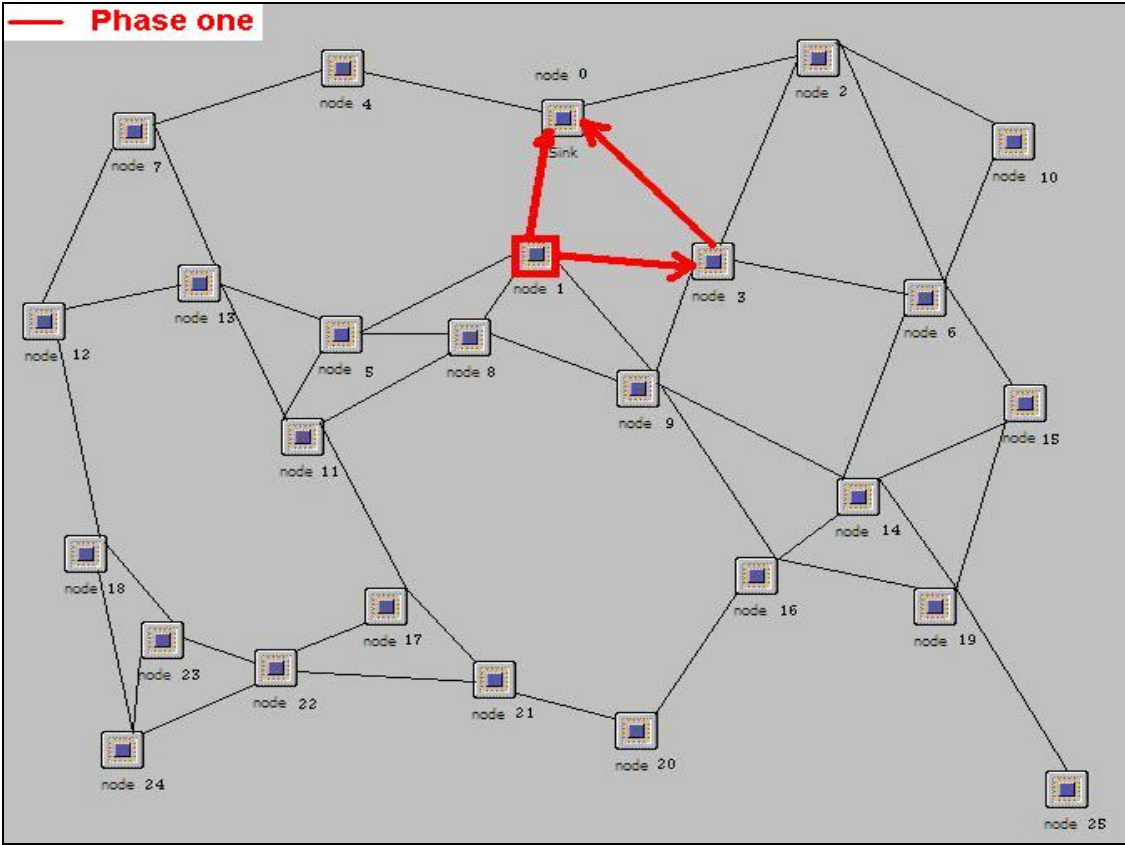 Phase one
node 0
node 4
node 2
Sink
node 7
node 10
node 1
node 3
node 13
node 6
node 12
node 5
node 8
node 9
node 15
node 11
node 14
node 18
node 16
node 17
node 19
node 23
node 22
node 21
node 20
node 24
node 25